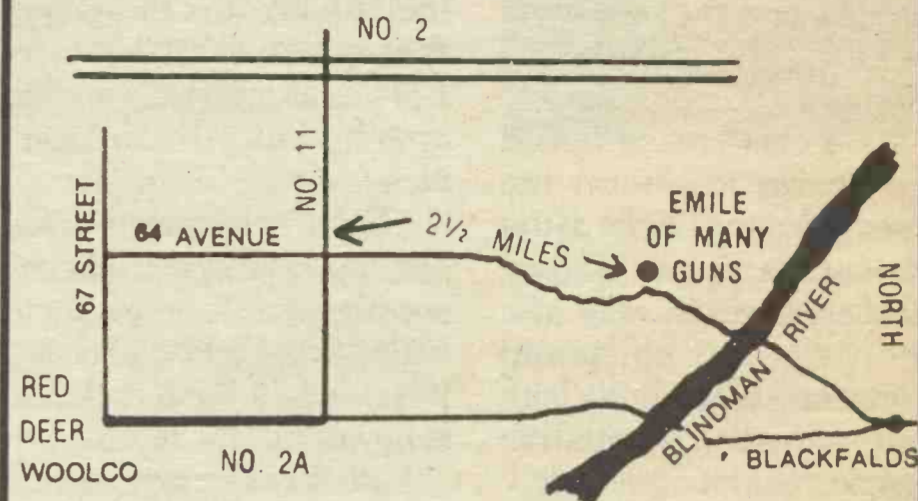 NO. 2
NO. 11
67 STREET
64 AVENUE
2½ MILES
EMILE
OF MANY
GUNS
NORTH
BLINDMAN RIVER
RED
DEER
WOOLCO
NO. 2A
BLACKFALDS